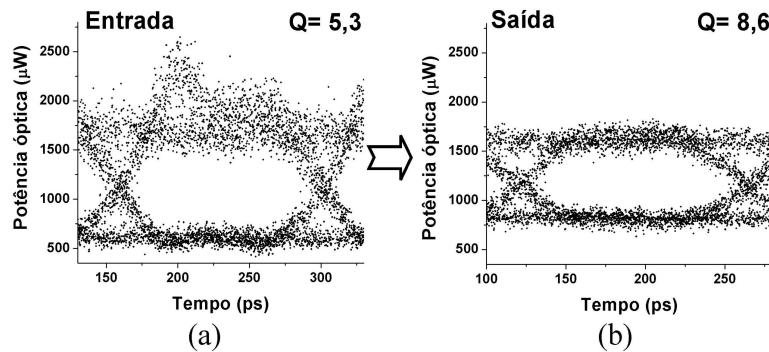 Entrada Q= 5,3
Potência óptica (µW)
2500
2000
1500
1000
500
150 200 250 300
Tempo (ps)
(a)
Saída Q= 8,6
Potência óptica (µW)
2500
2000
1500
1000
500
100 150 200 250
Tempo (ps)
(b)